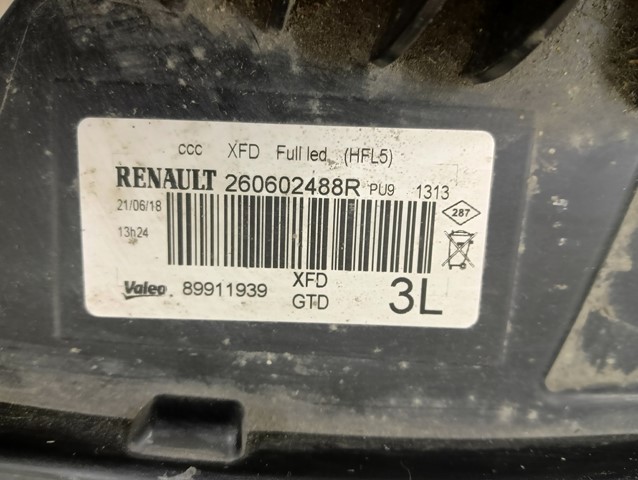 ccc XFD Full led (HFL5)
RENAULT 260602488R PU9 1313
21/06/18
287
13h24
Valeo 89911939 XFD
GTD
3L